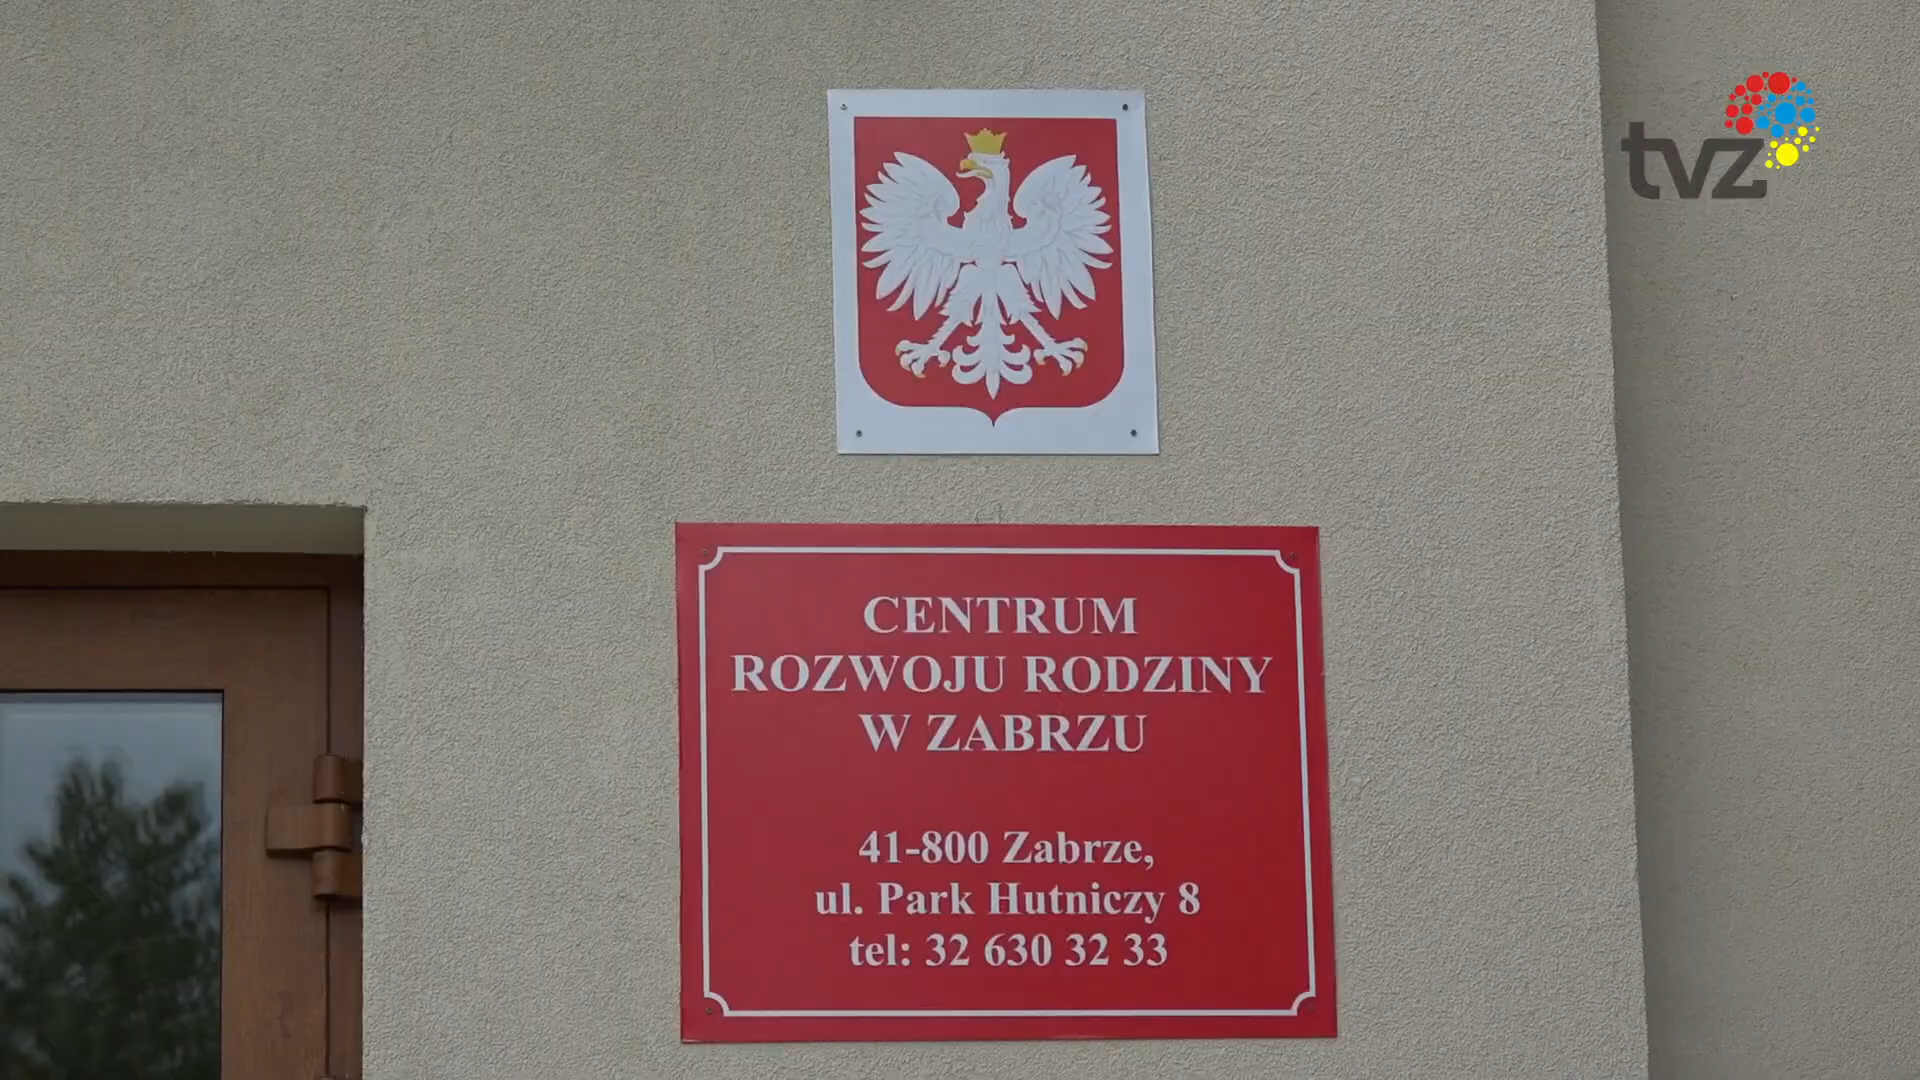 tvz
CENTRUM
ROZWOJU RODZINY
W ZABRZU
41-800 Zabrze,
ul. Park Hutniczy 8
tel: 32 630 32 33